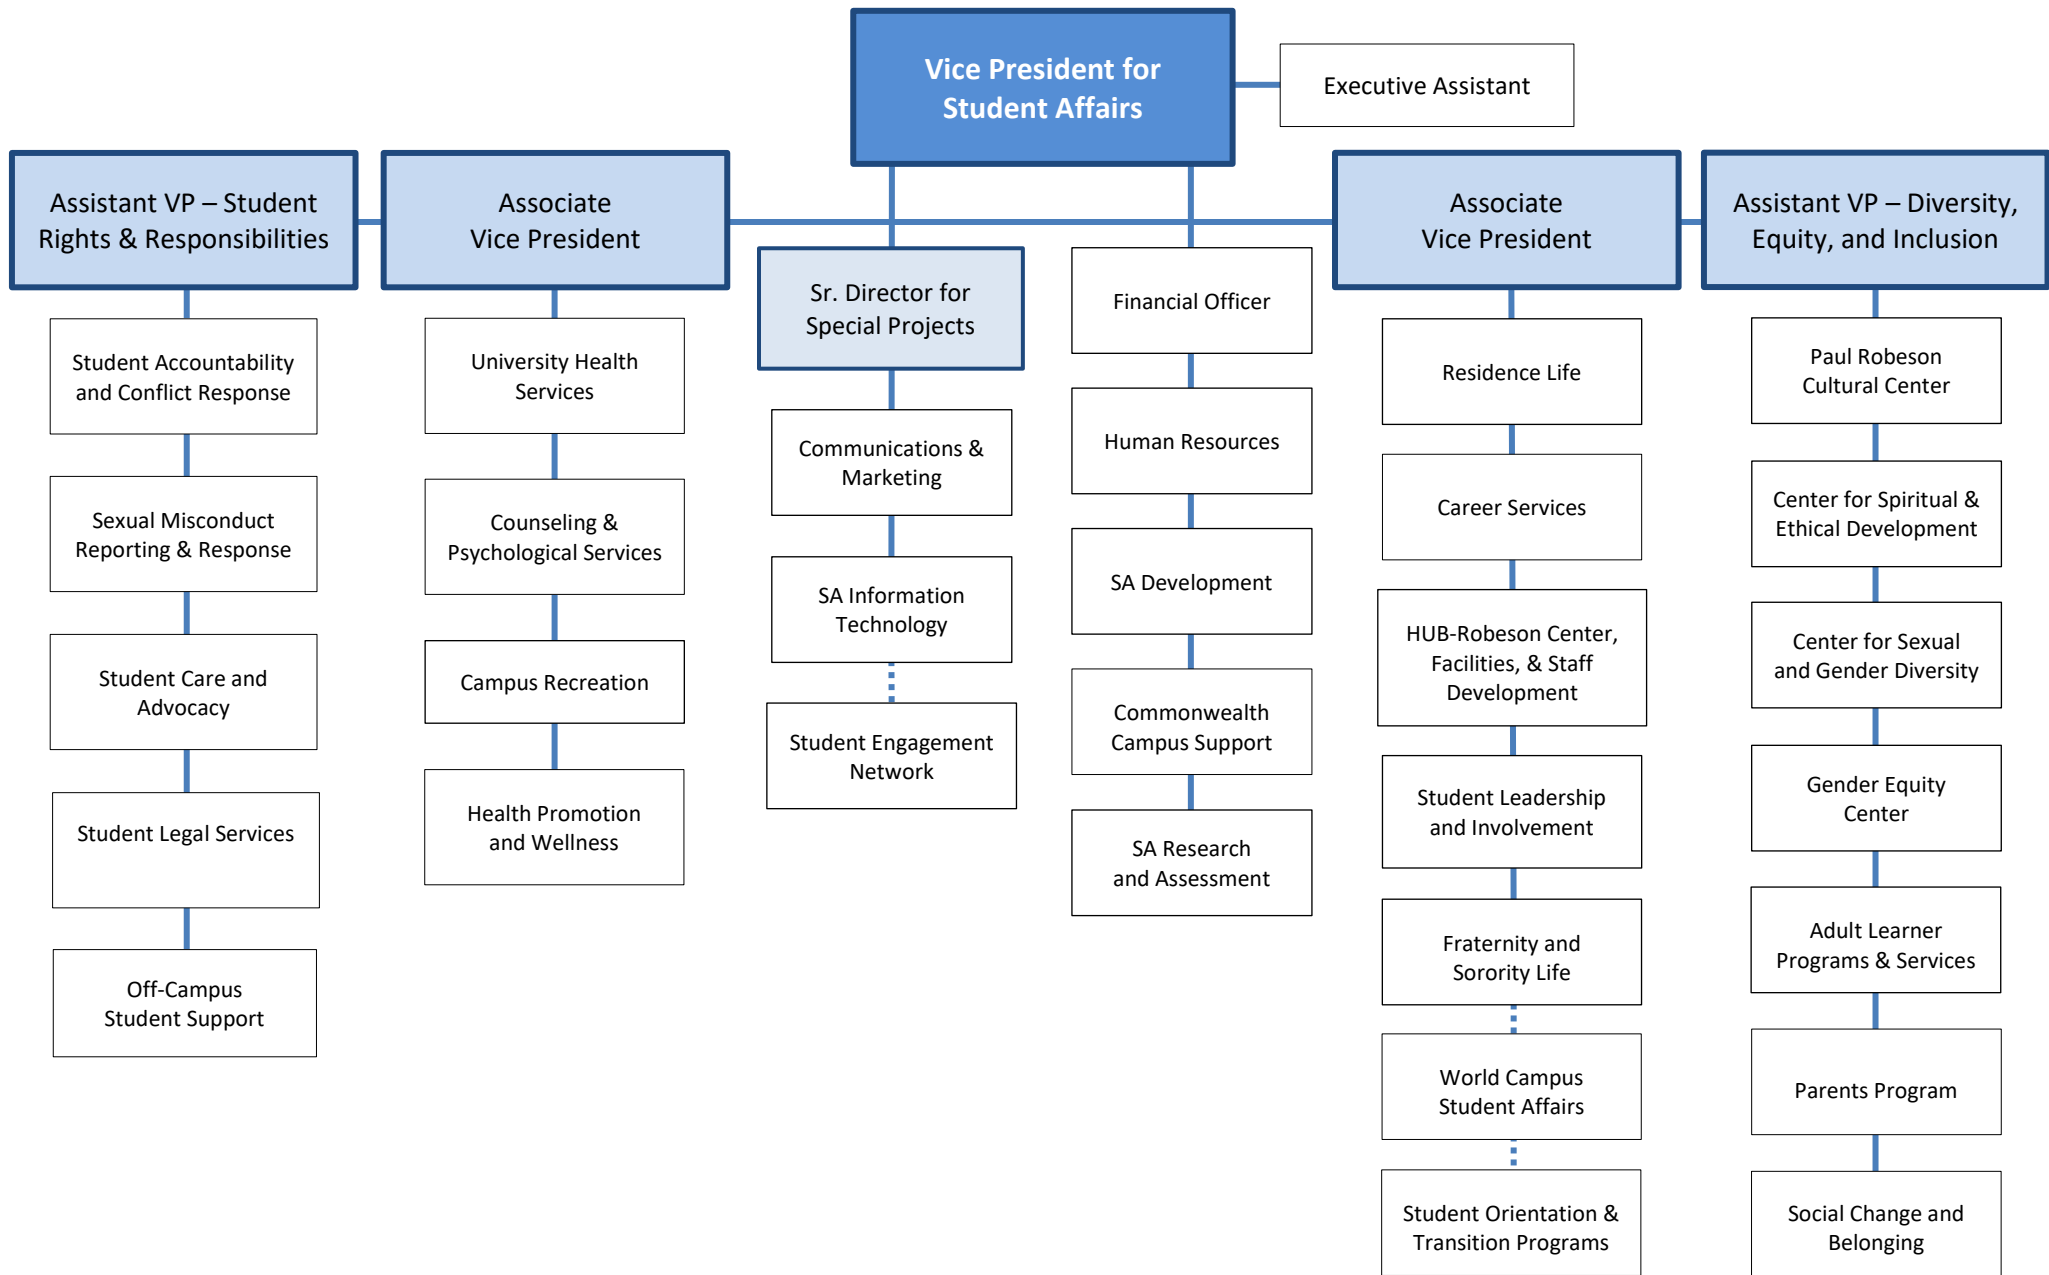 Vice President for
Student Affairs
Executive Assistant
Assistant VP – Student
Rights & Responsibilities
Associate
Vice President
Associate
Vice President
Assistant VP – Diversity,
Equity, and Inclusion
Student Accountability
and Conflict Response
Sexual Misconduct
Reporting & Response
Student Care and
Advocacy
Student Legal Services
Off-Campus
Student Support
University Health
Services
Counseling &
Psychological Services
Campus Recreation
Health Promotion
and Wellness
Sr. Director for
Special Projects
Communications &
Marketing
SA Information
Technology
Student Engagement
Network
Financial Officer
Human Resources
SA Development
Commonwealth
Campus Support
SA Research
and Assessment
Residence Life
Career Services
HUB-Robeson Center,
Facilities, & Staff
Development
Student Leadership
and Involvement
Fraternity and
Sorority Life
World Campus
Student Affairs
Student Orientation &
Transition Programs
Paul Robeson
Cultural Center
Center for Spiritual &
Ethical Development
Center for Sexual
and Gender Diversity
Gender Equity
Center
Adult Learner
Programs & Services
Parents Program
Social Change and
Belonging